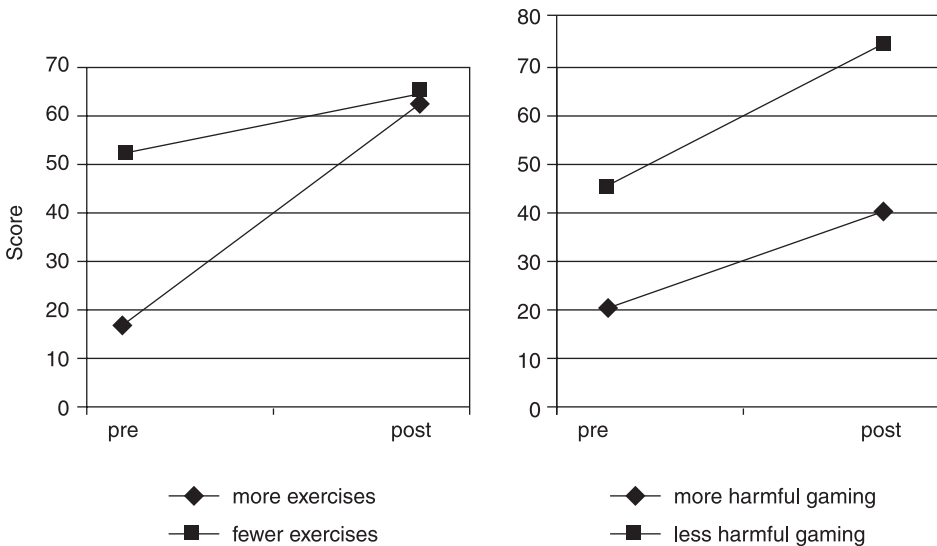 Score
70
60
50
40
30
20
10
0
pre post
more exercises
fewer exercises
80
70
60
50
40
30
20
10
0
pre post
more harmful gaming
less harmful gaming